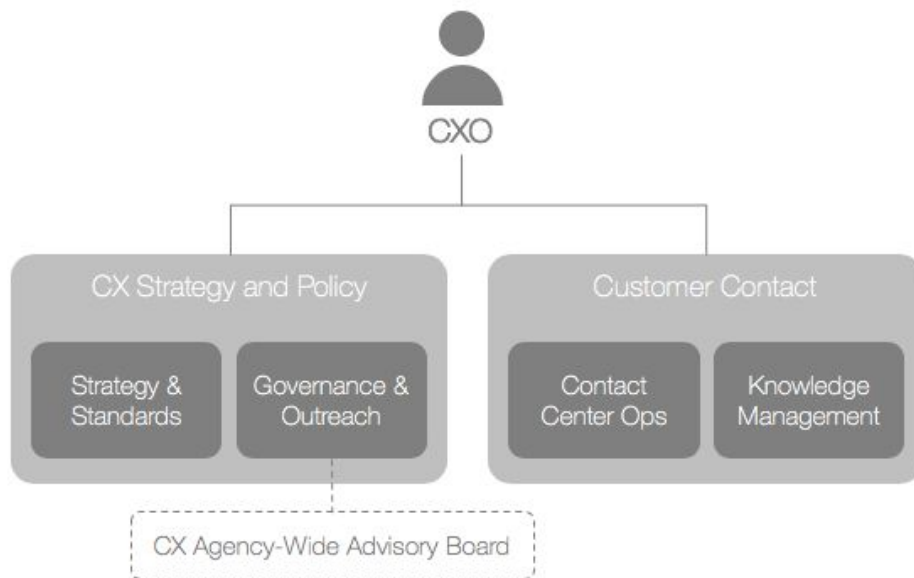 CXO
CX Strategy and Policy
Strategy &
Standards
Governance &
Outreach
CX Agency-Wide Advisory Board
Customer Contact
Contact
Center Ops
Knowledge
Management